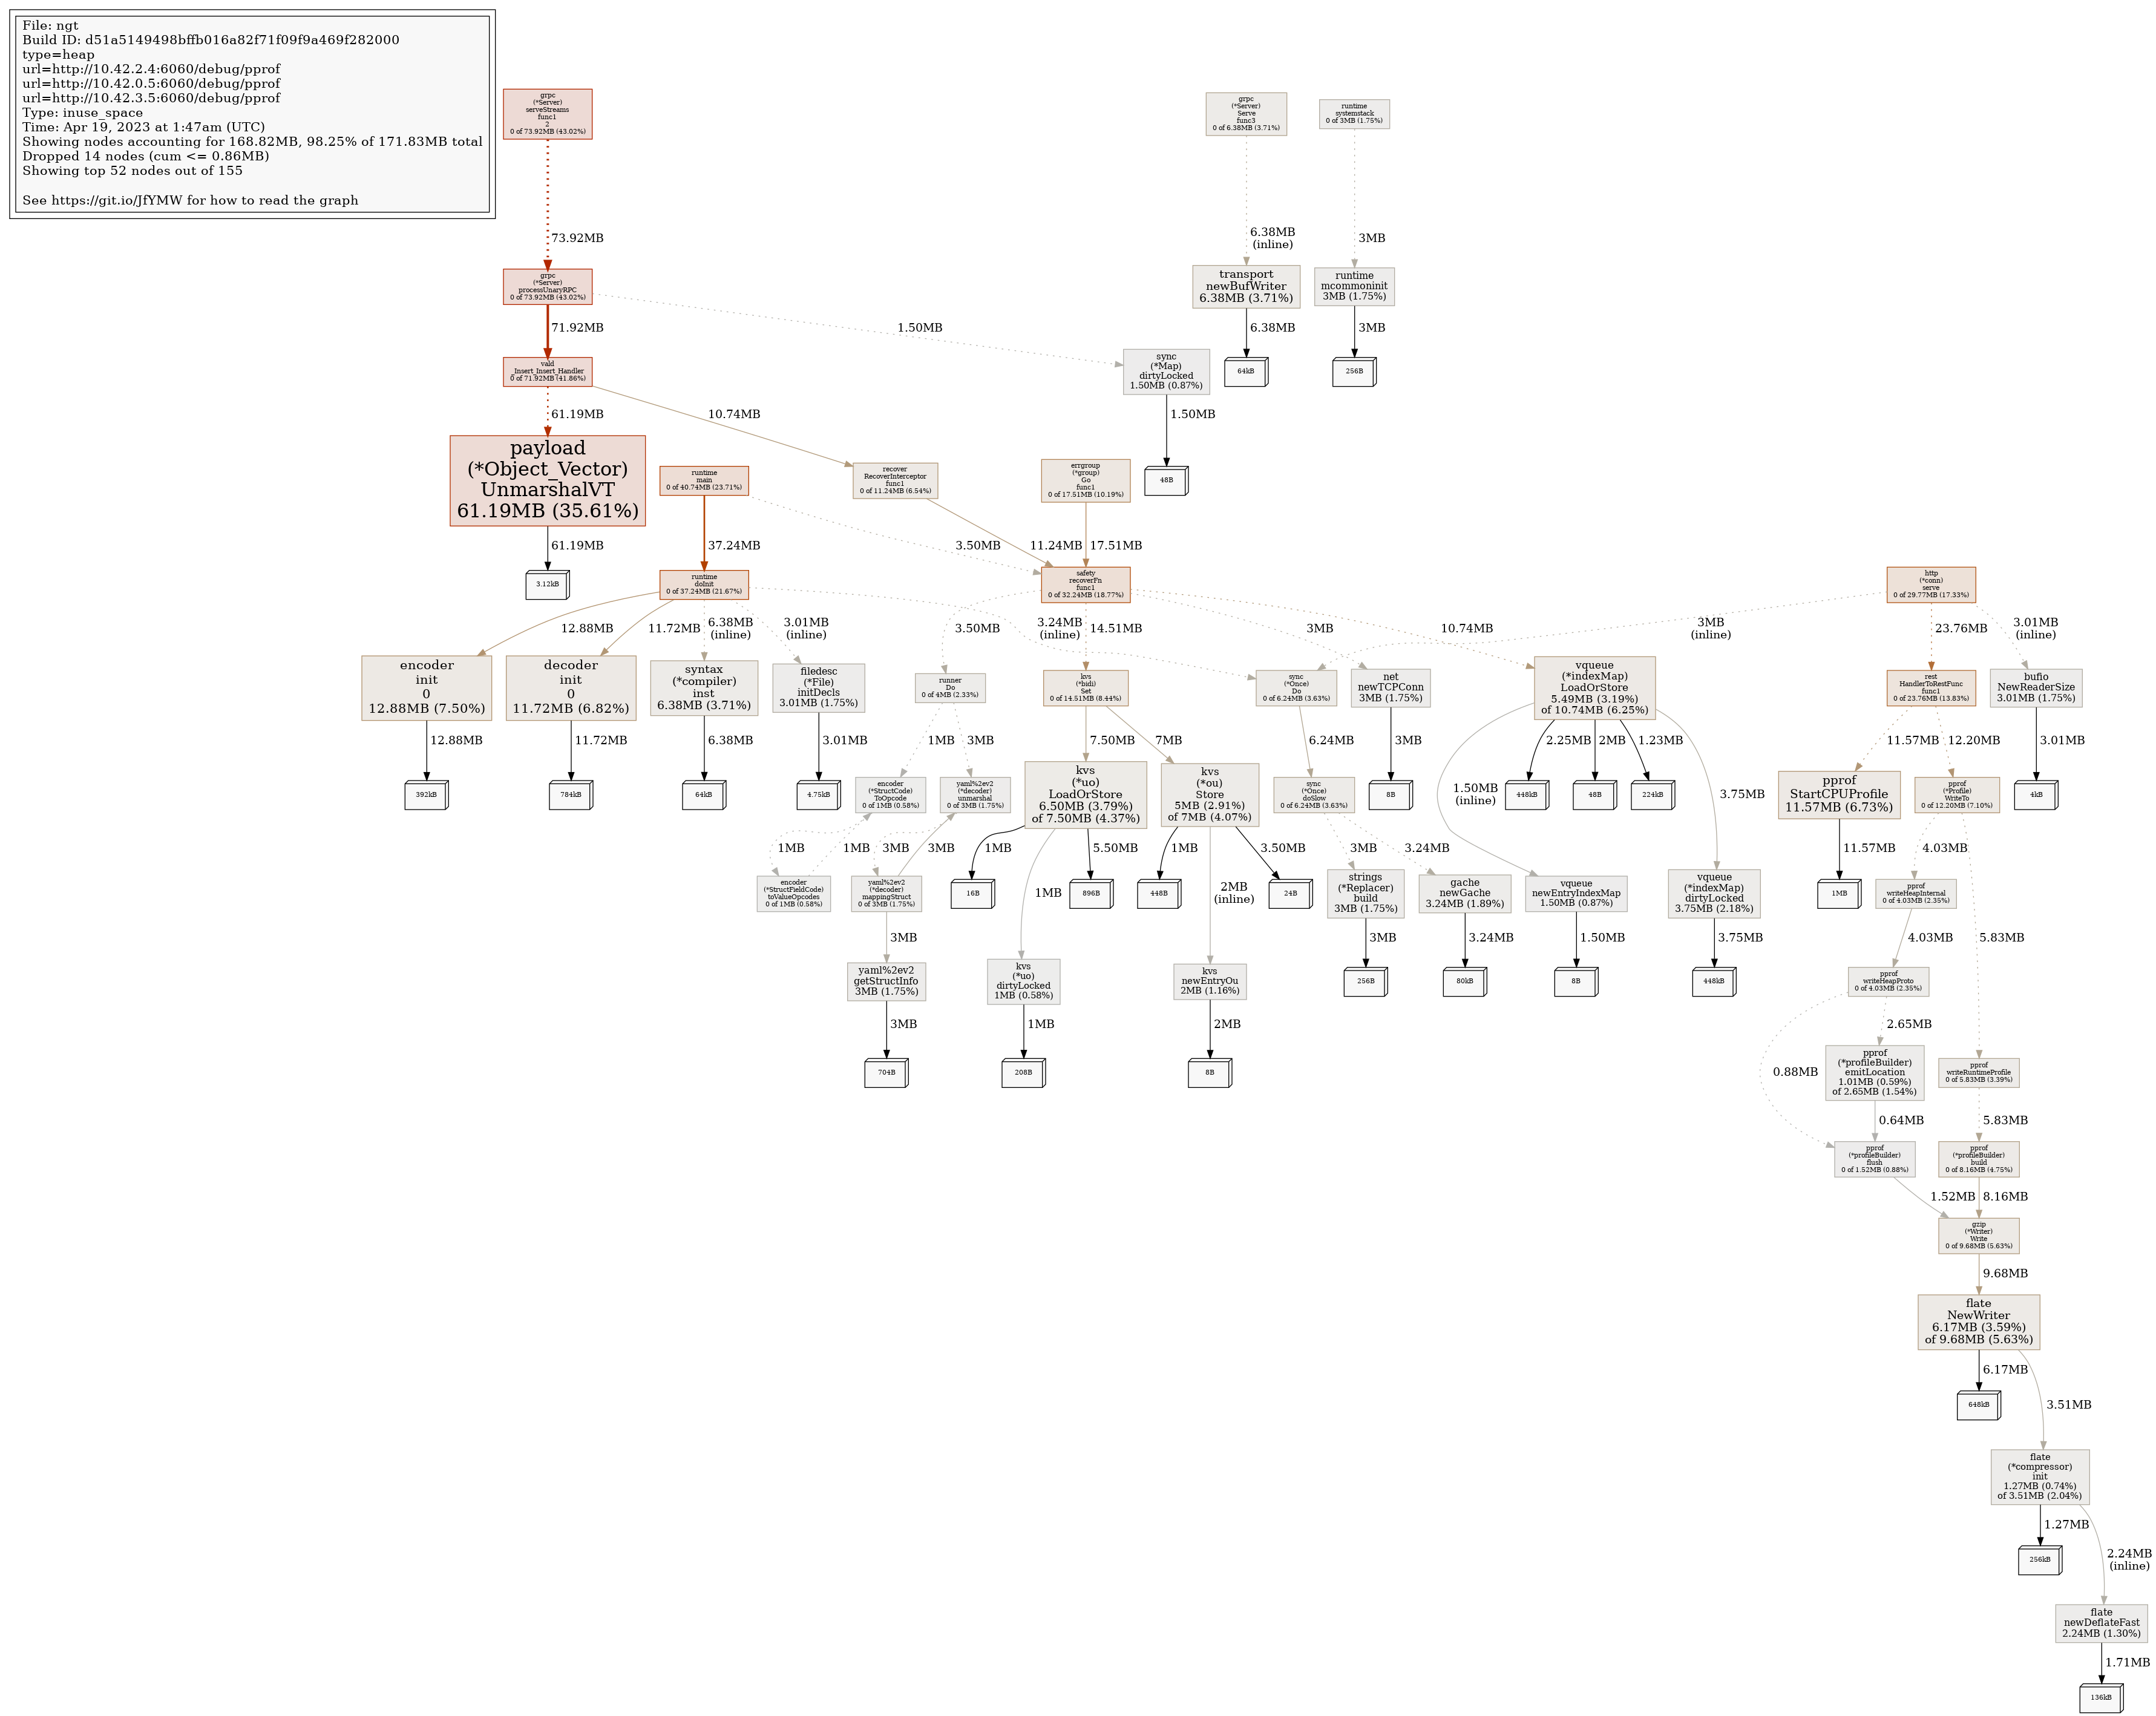 File: ngt
Build ID: d51a5149498bffb016a82f71f09f9a469f282000
type=heap
url=http://10.42.2.4:6060/debug/pprof
url=http://10.42.0.5:6060/debug/pprof
url=http://10.42.3.5:6060/debug/pprof
Type: inuse_space
Time: Apr 19, 2023 at 1:47am (UTC)
Showing nodes accounting for 168.82MB, 98.25% of 171.83MB total
Dropped 14 nodes (cum <= 0.86MB)
Showing top 52 nodes out of 155
See https://git.io/JfYMW for how to read the graph
grpc
(*Server)
serveStreams
func1
2
0 of 73.92MB (43.02%)
grpc
(*Server)
Serve
func3
0 of 6.38MB (3.71%)
runtime
systemstack
0 of 3MB (1.75%)
73.92MB
6.38MB
(inline)
3MB
grpc
(*Server)
processUnaryRPC
0 of 73.92MB (43.02%)
transport
newBufWriter
6.38MB (3.71%)
runtime
mcommoninit
3MB (1.75%)
71.92MB
1.50MB
6.38MB
3MB
vald
_Insert_Insert_Handler
0 of 71.92MB (41.86%)
sync
(*Map)
dirtyLocked
1.50MB (0.87%)
64kB
256B
61.19MB
10.74MB
1.50MB
payload
(*Object_Vector)
UnmarshalVT
61.19MB (35.61%)
runtime
main
0 of 40.74MB (23.71%)
recover
RecoverInterceptor
func1
0 of 11.24MB (6.54%)
errgroup
(*group)
Go
func1
0 of 17.51MB (10.19%)
48B
61.19MB
37.24MB
3.50MB
11.24MB
17.51MB
3.12kB
runtime
doInit
0 of 37.24MB (21.67%)
safety
recoverFn
func1
0 of 32.24MB (18.77%)
http
(*conn)
serve
0 of 29.77MB (17.33%)
12.88MB
11.72MB
6.38MB
(inline)
3.01MB
(inline)
3.50MB
3.24MB
(inline)
14.51MB
3MB
10.74MB
3MB
(inline)
23.76MB
3.01MB
(inline)
encoder
init
0
12.88MB (7.50%)
decoder
init
0
11.72MB (6.82%)
syntax
(*compiler)
inst
6.38MB (3.71%)
filedesc
(*File)
initDecls
3.01MB (1.75%)
runner
Do
0 of 4MB (2.33%)
kvs
(*bidi)
Set
0 of 14.51MB (8.44%)
sync
(*Once)
Do
0 of 6.24MB (3.63%)
net
newTCPConn
3MB (1.75%)
vqueue
(*indexMap)
LoadOrStore
5.49MB (3.19%)
of 10.74MB (6.25%)
rest
HandlerToRestFunc
func1
0 of 23.76MB (13.83%)
bufio
NewReaderSize
3.01MB (1.75%)
12.88MB
11.72MB
6.38MB
3.01MB
1MB
3MB
7.50MB
7MB
6.24MB
3MB
1.50MB
(inline)
2.25MB
2MB
1.23MB
3.75MB
11.57MB
12.20MB
3.01MB
392kB
784kB
64kB
4.75kB
encoder
(*StructCode)
ToOpcode
0 of 1MB (0.58%)
yaml%2ev2
(*decoder)
unmarshal
0 of 3MB (1.75%)
kvs
(*uo)
LoadOrStore
6.50MB (3.79%)
of 7.50MB (4.37%)
kvs
(*ou)
Store
5MB (2.91%)
of 7MB (4.07%)
sync
(*Once)
doSlow
0 of 6.24MB (3.63%)
8B
448kB
48B
224kB
pprof
StartCPUProfile
11.57MB (6.73%)
pprof
(*Profile)
WriteTo
0 of 12.20MB (7.10%)
4kB
1MB
1MB
3MB
3MB
1MB
1MB
5.50MB
1MB
2MB
(inline)
3.50MB
3MB
3.24MB
11.57MB
4.03MB
5.83MB
encoder
(*StructFieldCode)
toValueOpcodes
0 of 1MB (0.58%)
yaml%2ev2
(*decoder)
mappingStruct
0 of 3MB (1.75%)
16B
896B
448B
24B
strings
(*Replacer)
build
3MB (1.75%)
gache
newGache
3.24MB (1.89%)
vqueue
newEntryIndexMap
1.50MB (0.87%)
vqueue
(*indexMap)
dirtyLocked
3.75MB (2.18%)
1MB
pprof
writeHeapInternal
0 of 4.03MB (2.35%)
3MB
3MB
3.24MB
1.50MB
3.75MB
4.03MB
yaml%2ev2
getStructInfo
3MB (1.75%)
kvs
(*uo)
dirtyLocked
1MB (0.58%)
kvs
newEntryOu
2MB (1.16%)
256B
80kB
8B
448kB
pprof
writeHeapProto
0 of 4.03MB (2.35%)
3MB
1MB
2MB
0.88MB
2.65MB
704B
208B
8B
pprof
(*profileBuilder)
emitLocation
1.01MB (0.59%)
of 2.65MB (1.54%)
pprof
writeRuntimeProfile
0 of 5.83MB (3.39%)
0.64MB
5.83MB
pprof
(*profileBuilder)
flush
0 of 1.52MB (0.88%)
pprof
(*profileBuilder)
build
0 of 8.16MB (4.75%)
1.52MB
8.16MB
gzip
(*Writer)
Write
0 of 9.68MB (5.63%)
9.68MB
flate
NewWriter
6.17MB (3.59%)
of 9.68MB (5.63%)
6.17MB
3.51MB
648kB
flate
(*compressor)
init
1.27MB (0.74%)
of 3.51MB (2.04%)
1.27MB
2.24MB
(inline)
256kB
flate
newDeflateFast
2.24MB (1.30%)
1.71MB
136kB